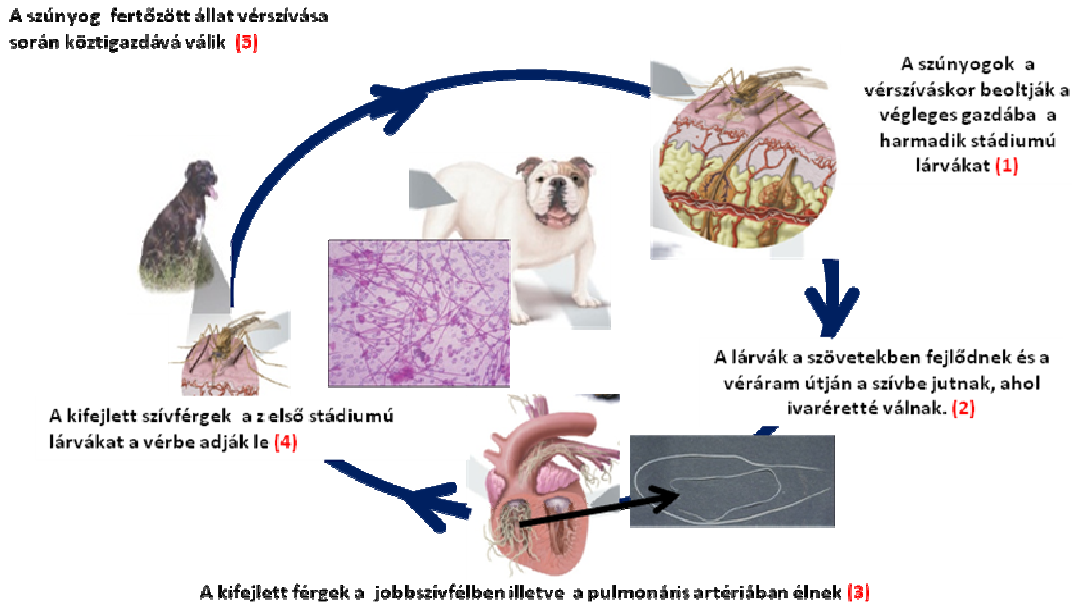 A szúnyog fertőzött állat vérszívása
során köztigazdává válik (5)
A szúnyogok a
vérszíváskor beoltják a
végleges gazdába a
harmadik stádiumú
lárvákat (1)
A lárvák a szövetekben fejlődnek és a
véráram útján a szívbe jutnak, ahol
ivaréretté válnak. (2)
A kifejlett szívférgek a z első stádiumú
lárvákat a vérbe adják le (4)
A kifejlett férgek a jobbszívfélben illetve a pulmonáris artériában élnek (3)